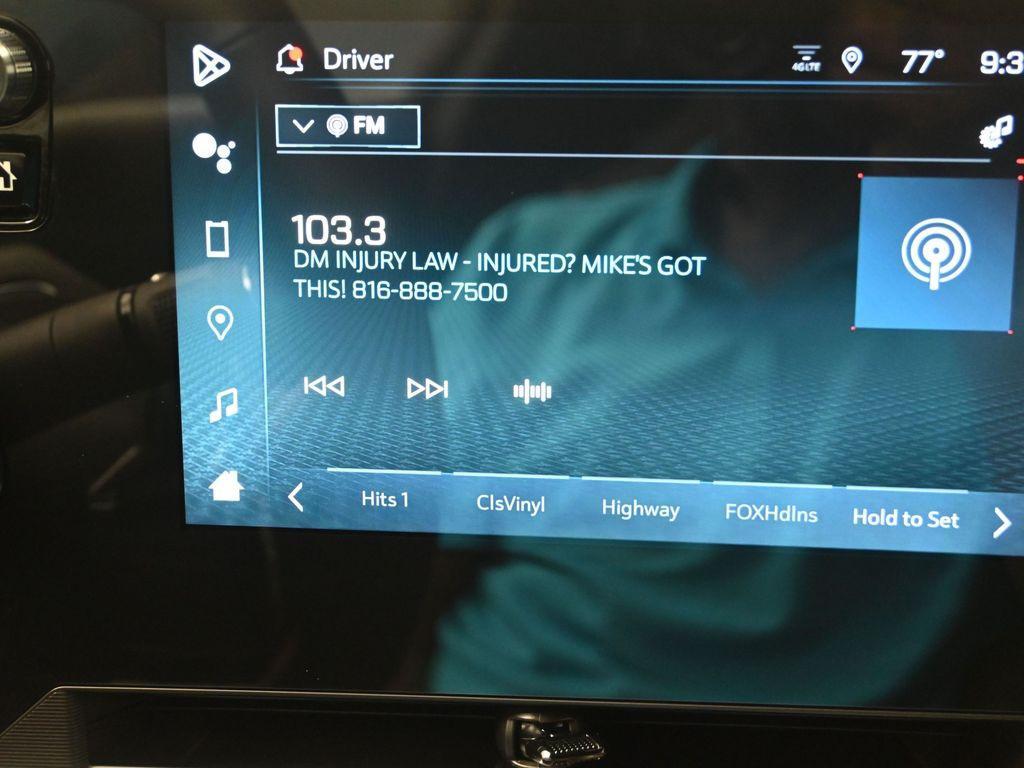 Driver
4G LTE
77°
9:3
FM
103.3
DM INJURY LAW - INJURED? MIKE'S GOT
THIS! 816-888-7500
Hits 1
ClsVinyl
Highway
FOXHdlns
Hold to Set